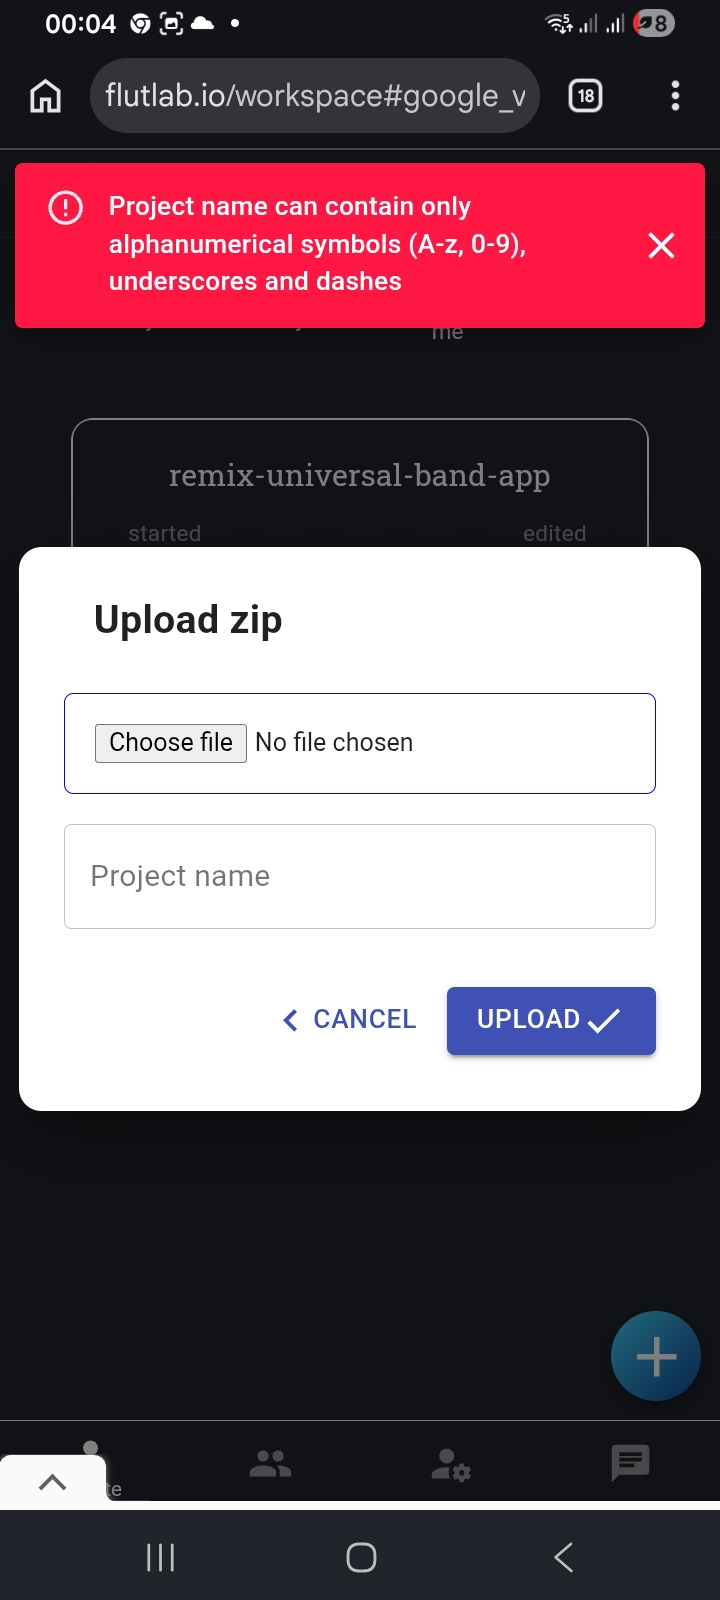 00:04
5
8
flutlab.io/workspace#google_v
18
Project name can contain only
alphanumerical symbols (A-z, 0-9),
underscores and dashes
me
remix-universal-band-app
started edited
Upload zip
Choose file No file chosen
Project name
CANCEL UPLOAD
te